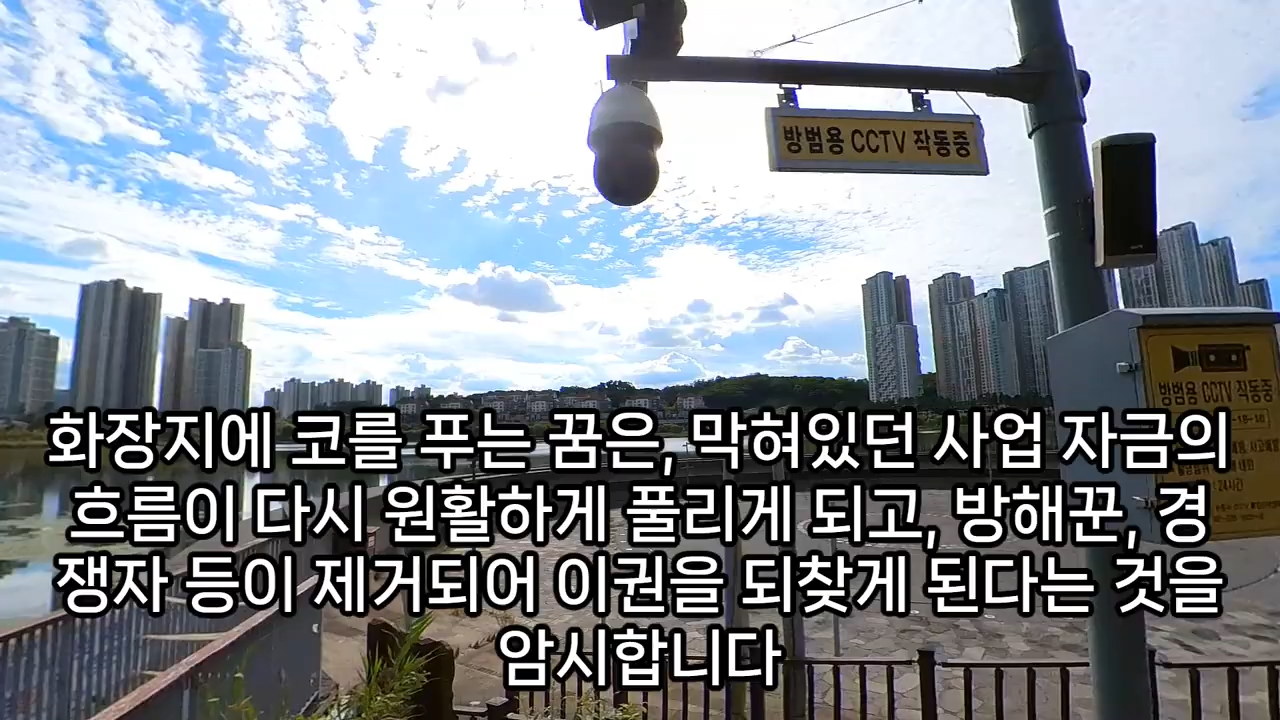 방범용 CCTV 작동중
방범용 CCTV 작동중
화장지에 코를 푸는 꿈은, 막혀있던 사업 자금의
흐름이 다시 원활하게 풀리게 되고, 방해꾼, 경
쟁자 등이 제거되어 이권을 되찾게 된다는 것을
암시합니다